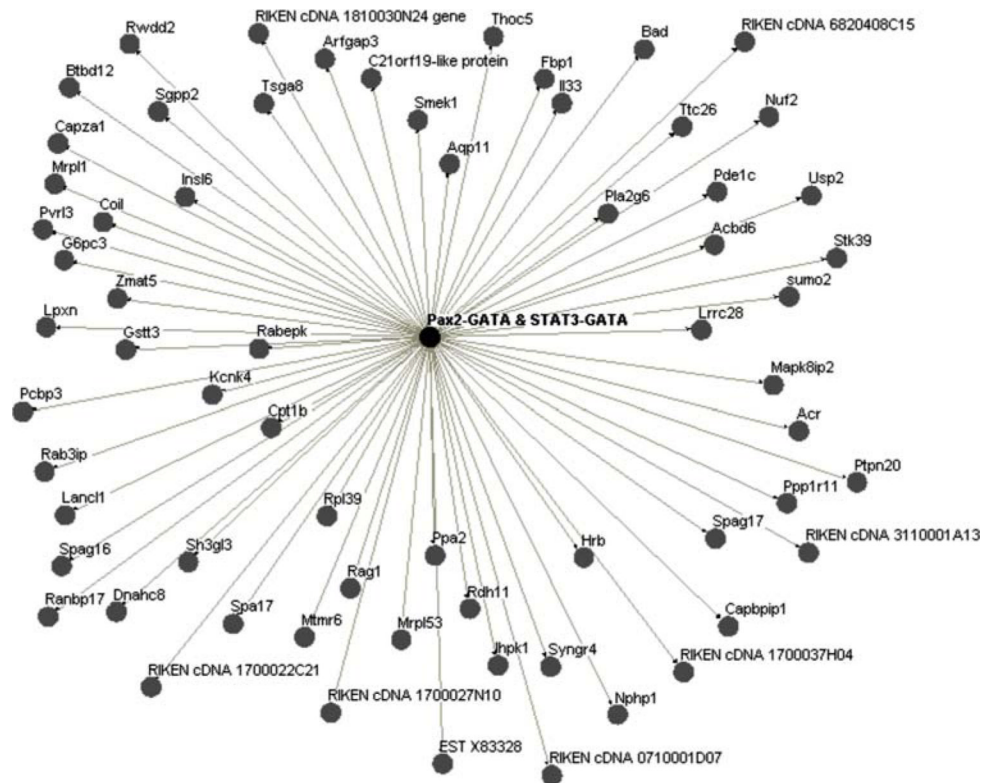 RIKEN cDNA 1810030N24 gene
Thoc5
Rwdd2
RIKEN cDNA 6820408C15
Arfgap3
Bad
C21orf19-like protein
Fbp1
Btbd12
Tsga8
Il33
Sgpp2
Smek1
Nuf2
Ttc26
Capza1
Aqp11
Mrpl1
Insl6
Pde1c
Usp2
Pla2g6
Pvrl3
Coil
Acbd6
G6pc3
Stk39
Zmat5
sumo2
Lpxn
Pax2-GATA & STAT3-GATA
Lrrc28
Gstt3
Rabepk
Kcnk4
Mapk8ip2
Pcbp3
Cpt1b
Acr
Rab3ip
Ptpn20
Ppp1r11
Lancl1
Rpl39
Spag17
RIKEN cDNA 3110001A13
Spag16
Sh3gl3
Ppa2
Hrb
Rag1
Ranbp17
Dnahc8
Rdh11
Spa17
Mtmr6
Capbpip1
Mrpl53
Ihpk1
Syngr4
RIKEN cDNA 1700037H04
RIKEN cDNA 1700022C21
RIKEN cDNA 1700027N10
Nphp1
EST X83328
RIKEN cDNA 0710001D07